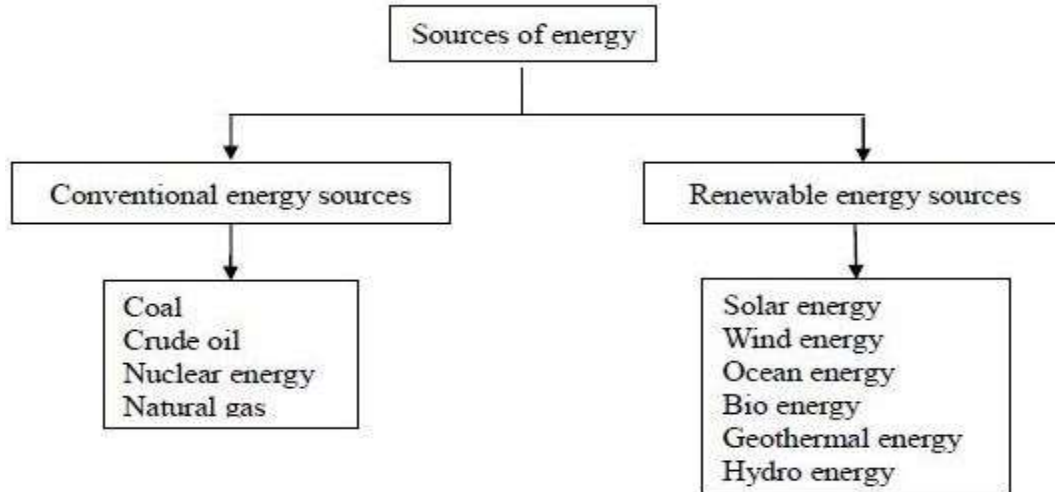 Sources of energy
Conventional energy sources
Renewable energy sources
Coal
Crude oil
Nuclear energy
Natural gas
Solar energy
Wind energy
Ocean energy
Bio energy
Geothermal energy
Hydro energy